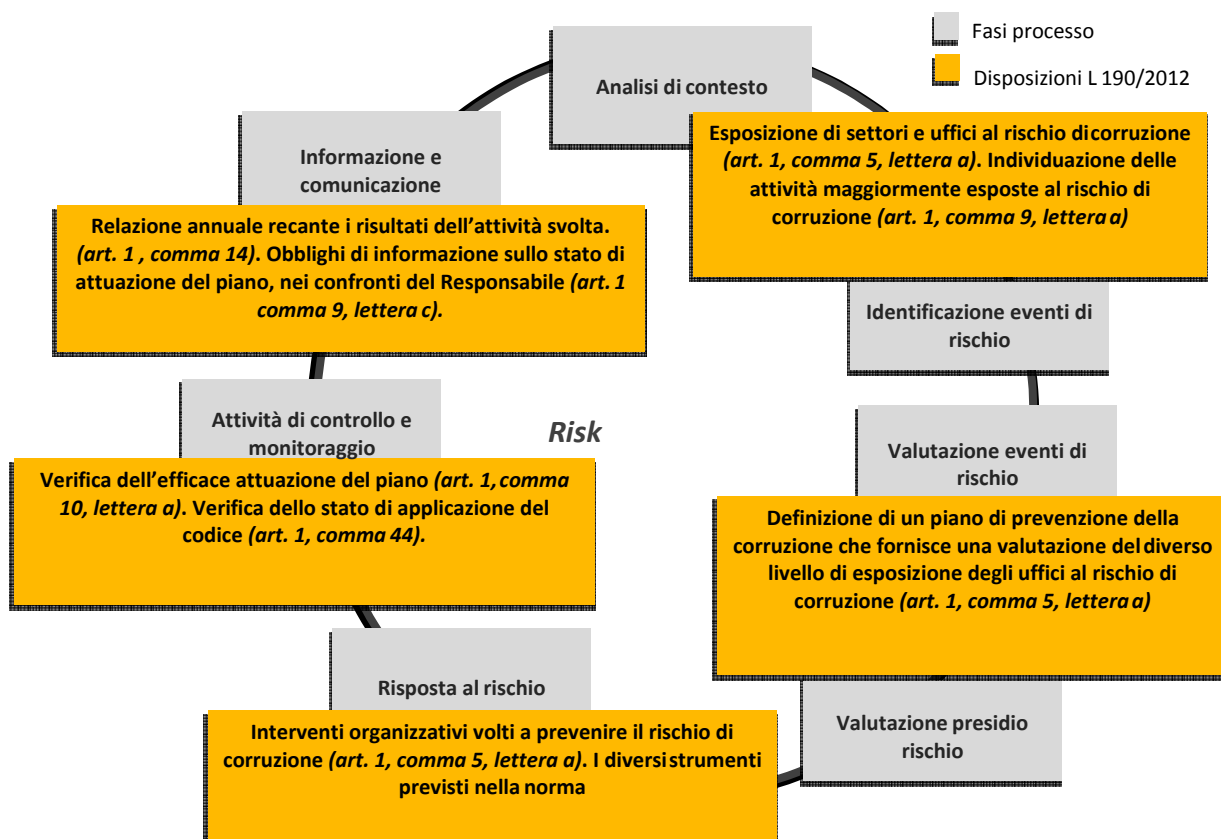 Fasi processo
Disposizioni L 190/2012
Analisi di contesto
Esposizione di settori e uffici al rischio di corruzione
(art. 1, comma 5, lettera a). Individuazione delle
attività maggiormente esposte al rischio di
corruzione (art. 1, comma 9, lettera a)
Identificazione eventi di
rischio
Valutazione eventi di
rischio
Definizione di un piano di prevenzione della
corruzione che fornisce una valutazione del diverso
livello di esposizione degli uffici al rischio di
corruzione (art. 1, comma 5, lettera a)
Valutazione presidio
rischio
Risposta al rischio
Interventi organizzativi volti a prevenire il rischio di
corruzione (art. 1, comma 5, lettera a). I diversi strumenti
previsti nella norma
Attività di controllo e
monitoraggio
Verifica dell’efficace attuazione del piano (art. 1, comma
10, lettera a). Verifica dello stato di applicazione del
codice (art. 1, comma 44).
Informazione e
comunicazione
Relazione annuale recante i risultati dell’attività svolta.
(art. 1 , comma 14). Obblighi di informazione sullo stato di
attuazione del piano, nei confronti del Responsabile (art. 1
comma 9, lettera c).
Risk